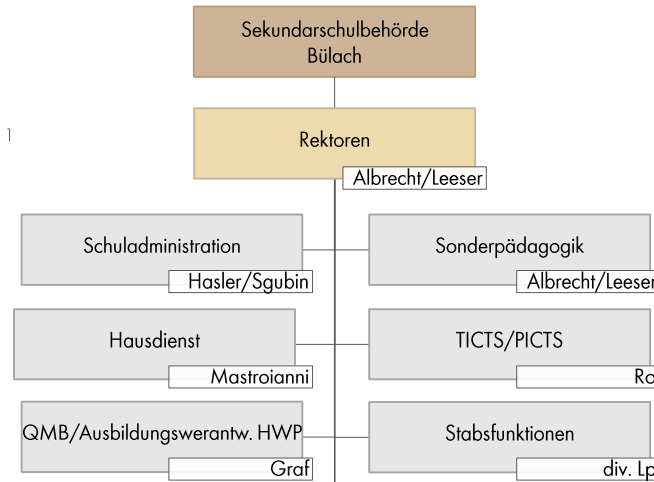 Sekundarschulbehörde
Bülach
Rektoren
Albrecht/Leeser
Schuladministration
Hasler/Sgubin
Sonderpädagogik
Albrecht/Leeser
Hausdienst
Mastroianni
TICTS/PICTS
QMB/Ausbildungswerantw. HWP
Graf
Stabsfunktionen
div. Lp